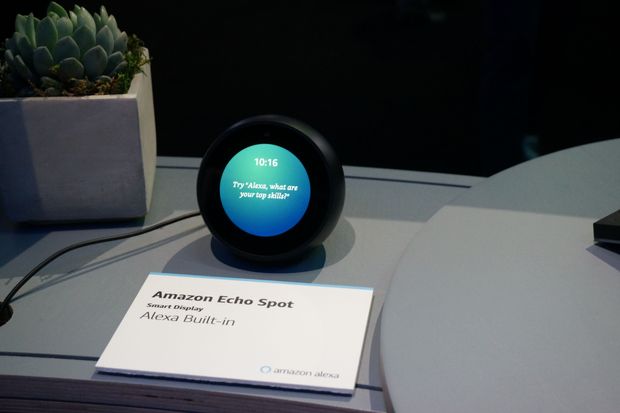 10:16
Try "Alexa, what are
your top skills?"
Amazon Echo Spot
Smart Display
Alexa Built-in
amazon alexa